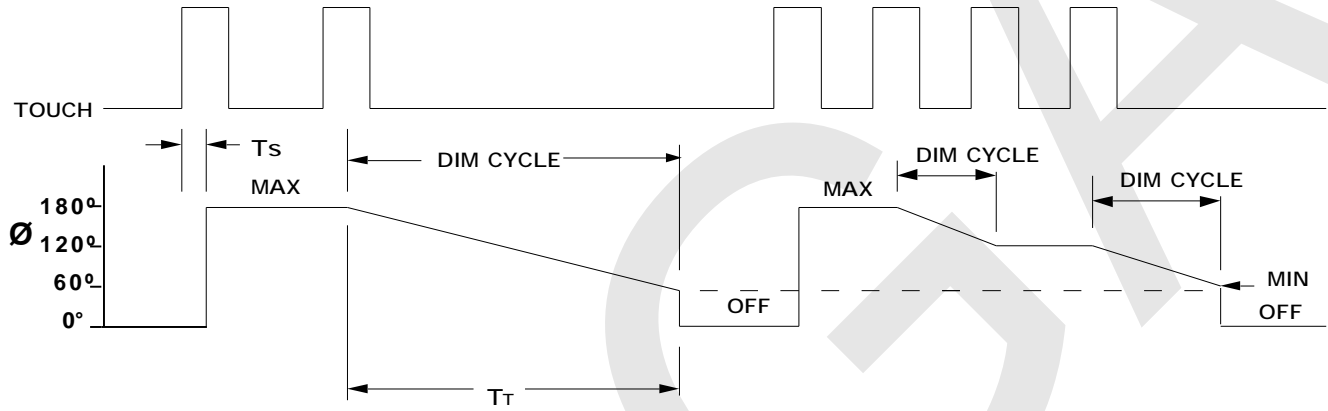 TOUCH
Ts
DIM CYCLE
DIM CYCLE
DIM CYCLE
MAX
MAX
180º
Ø 120º
60º
0°
OFF
MIN
OFF
TT